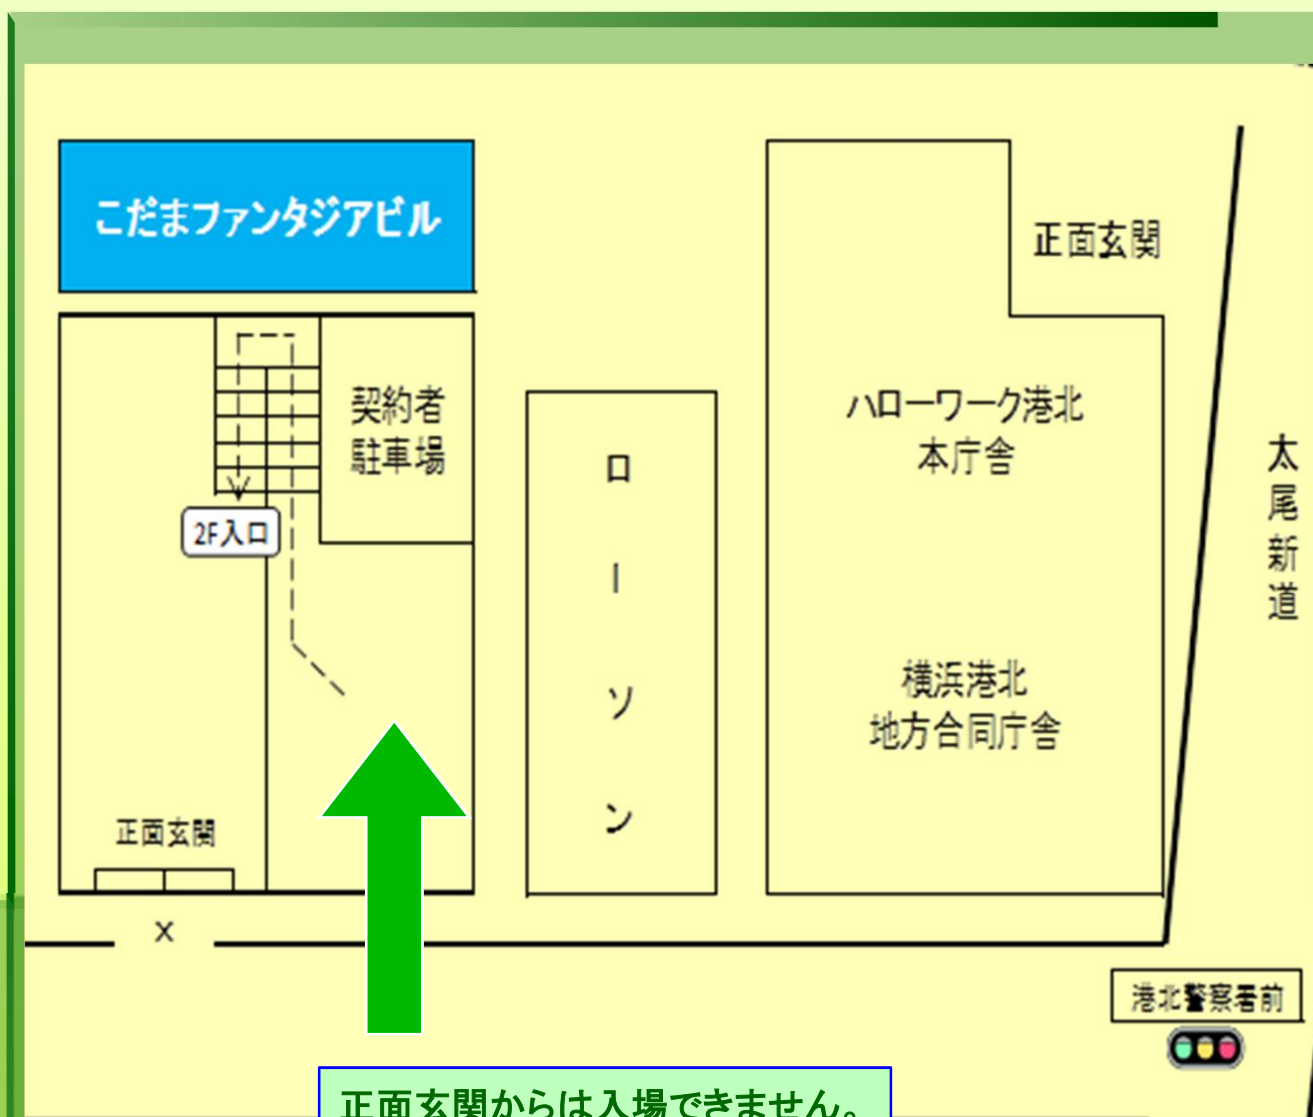 こだまファンタジアビル
正面玄関
契約者
駐車場
ハローワーク港北
本庁舎
ローソン
太尾新道
2F入口
横浜港北
地方合同庁舎
正面玄関
×
港北警察署前
正面玄関からは入場できません。